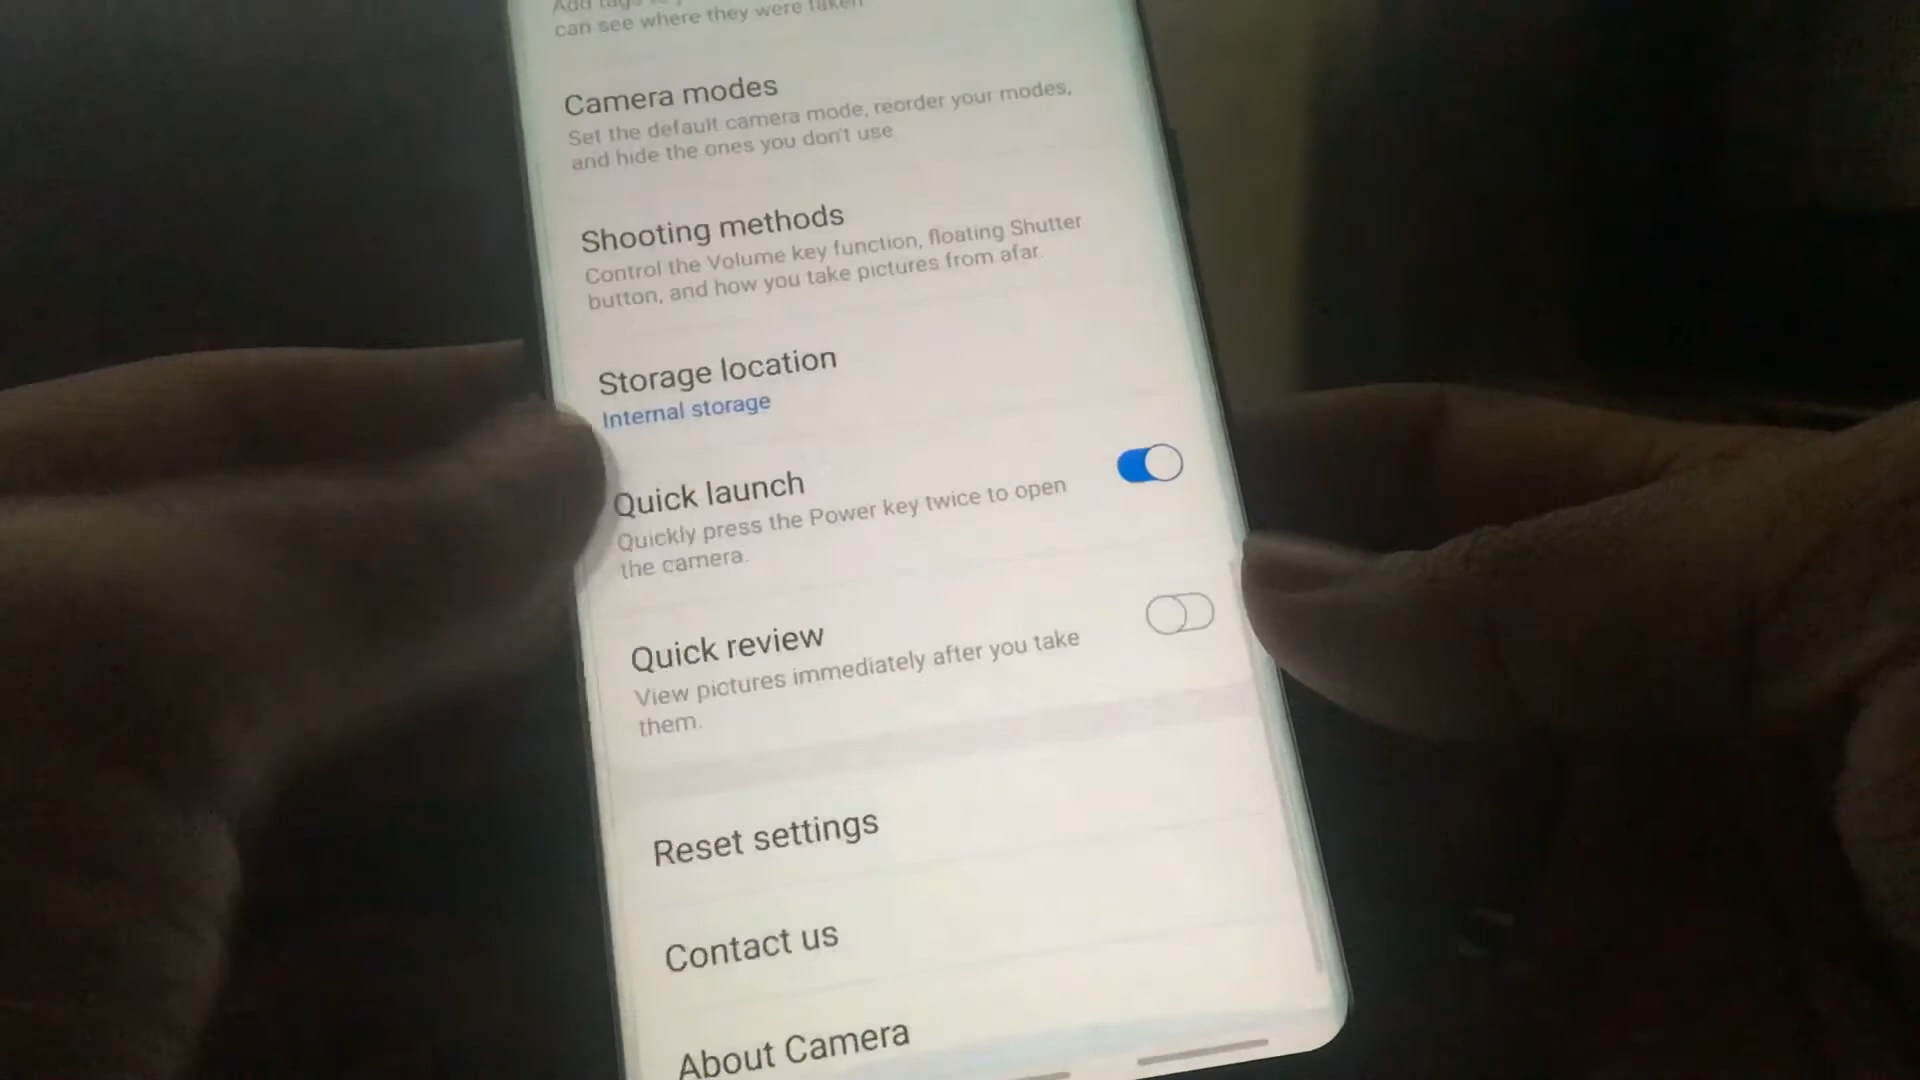 Add tags to
can see where they were taken
Camera modes
Set the default camera mode, reorder your modes,
and hide the ones you don't use
Shooting methods
Control the Volume key function, floating Shutter
button, and how you take pictures from afar.
Storage location
Internal storage
Quick launch
Quickly press the Power key twice to open
the camera.
Quick review
View pictures immediately after you take
them.
Reset settings
Contact us
About Camera